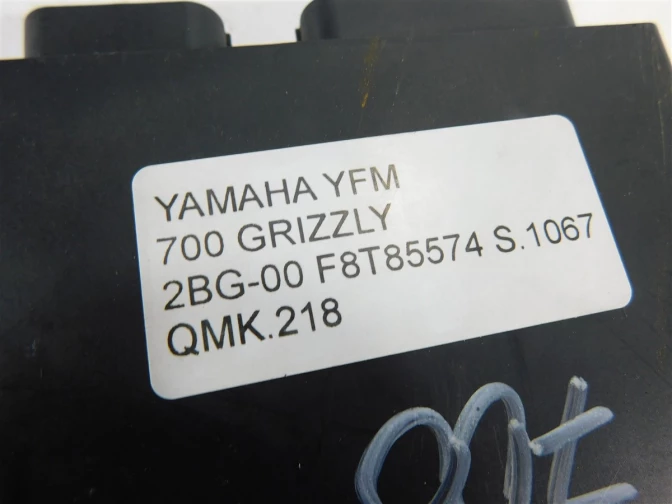 YAMAHA YFM
700 GRIZZLY
2BG-00 F8T85574 S.1067
QMK.218